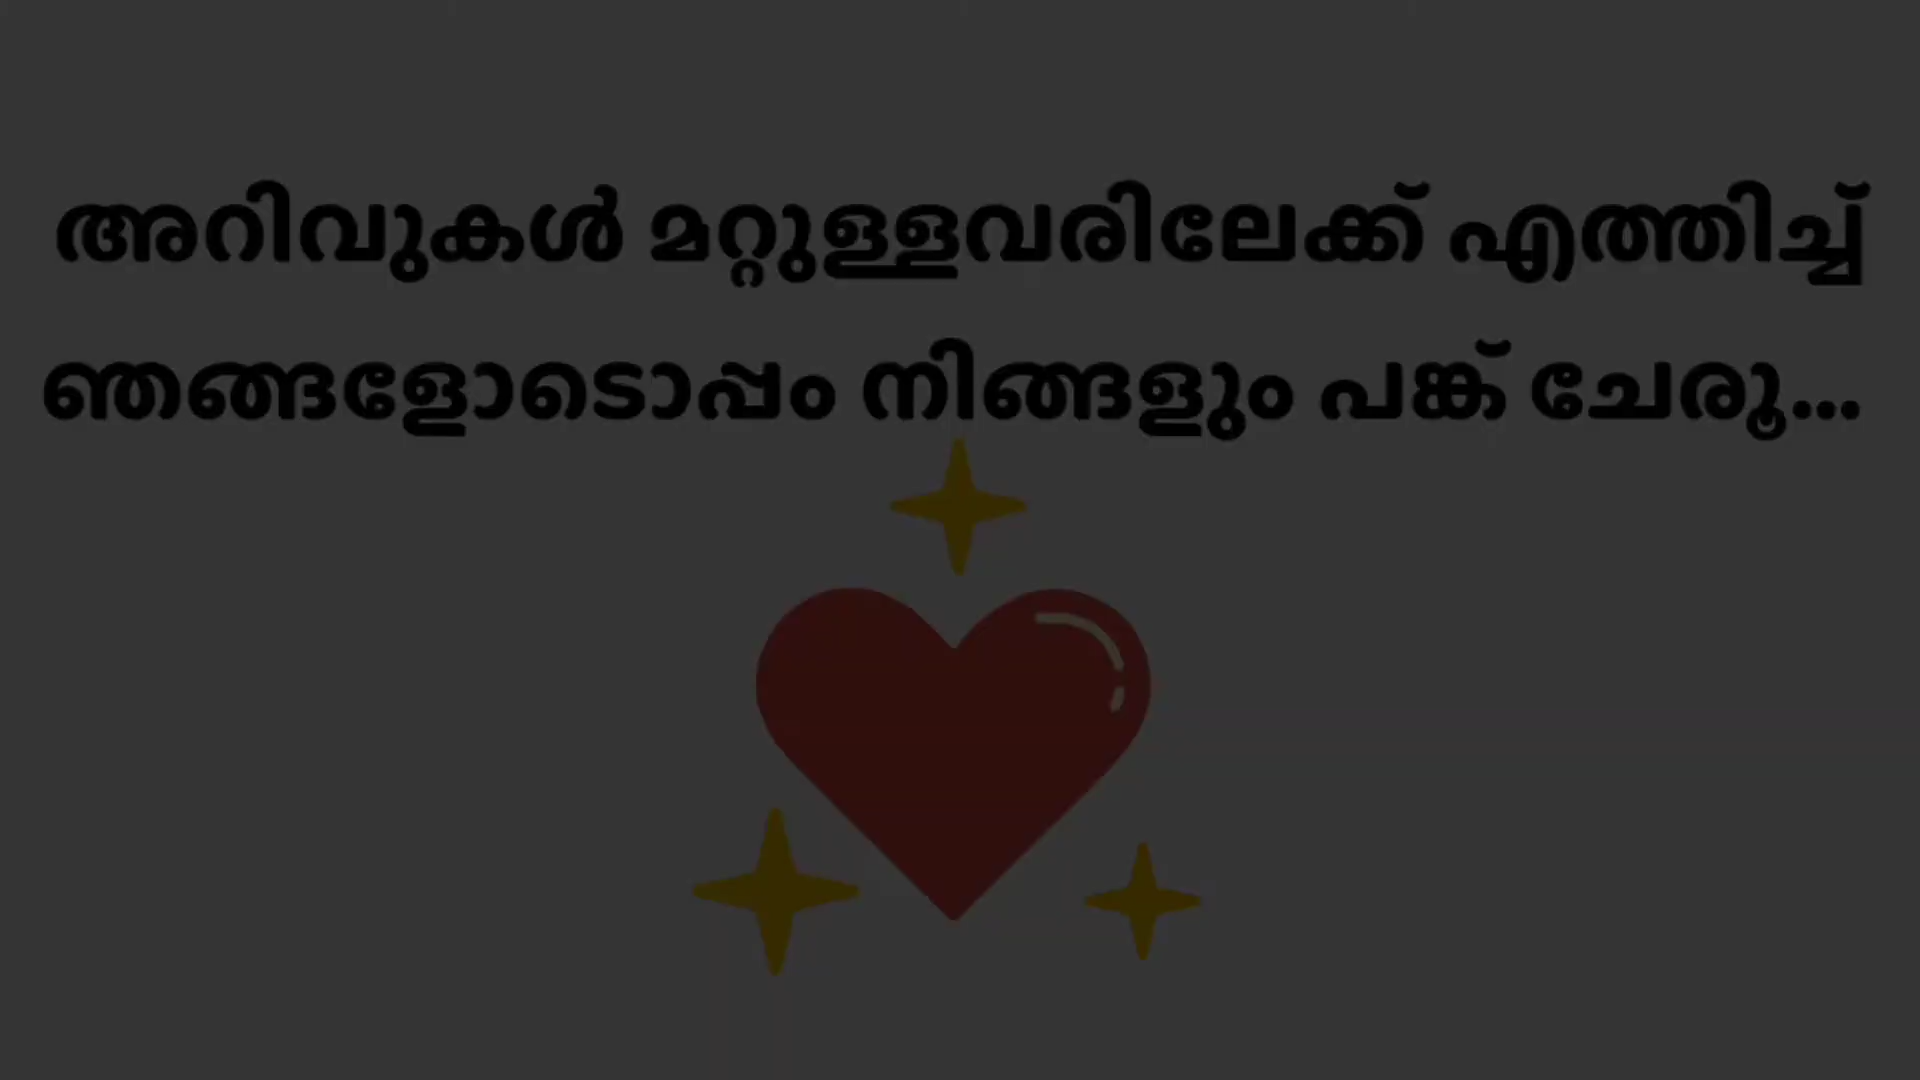 അറിവുകൾ മറ്റുള്ളവരിലേക്ക് എത്തിച്ച്
ഞങ്ങളോടൊപ്പം നിങ്ങളും പങ്ക് ചേരൂ...